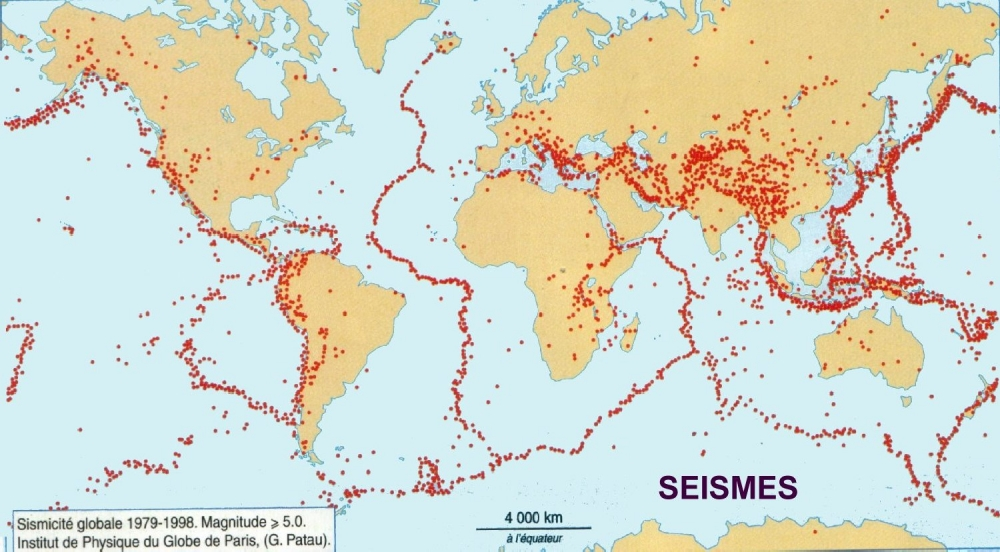 SEISMES
4 000 km
à l'équateur
Sismicité globale 1979-1998. Magnitude ⩾ 5.0.
Institut de Physique du Globe de Paris, (G. Patau).